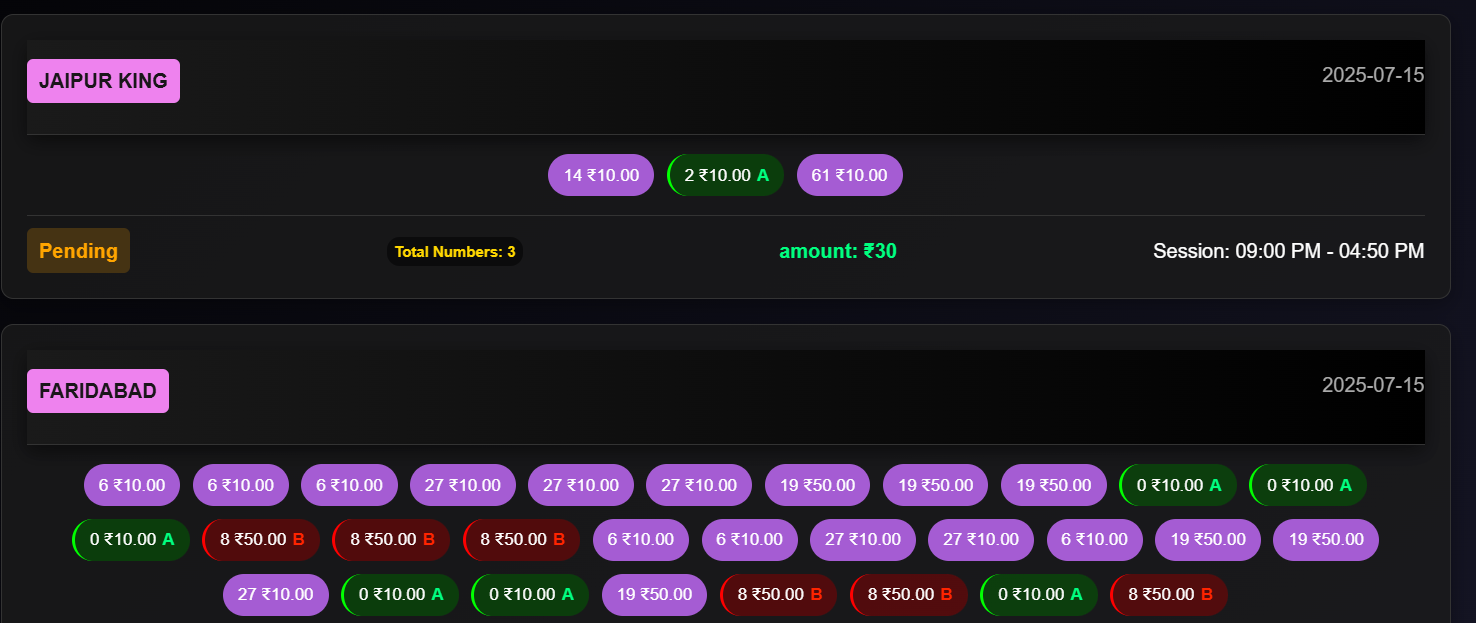 JAIPUR KING 2025-07-15
14 ₹10.00 2 ₹10.00 A 61 ₹10.00
Pending Total Numbers: 3 amount: ₹30 Session: 09:00 PM - 04:50 PM
FARIDABAD 2025-07-15
6 ₹10.00 6 ₹10.00 6 ₹10.00 27 ₹10.00 27 ₹10.00 27 ₹10.00 19 ₹50.00 19 ₹50.00 19 ₹50.00 0 ₹10.00 A 0 ₹10.00 A
0 ₹10.00 A 8 ₹50.00 B 8 ₹50.00 B 8 ₹50.00 B 6 ₹10.00 6 ₹10.00 27 ₹10.00 27 ₹10.00 6 ₹10.00 19 ₹50.00 19 ₹50.00
27 ₹10.00 0 ₹10.00 A 0 ₹10.00 A 19 ₹50.00 8 ₹50.00 B 8 ₹50.00 B 0 ₹10.00 A 8 ₹50.00 B